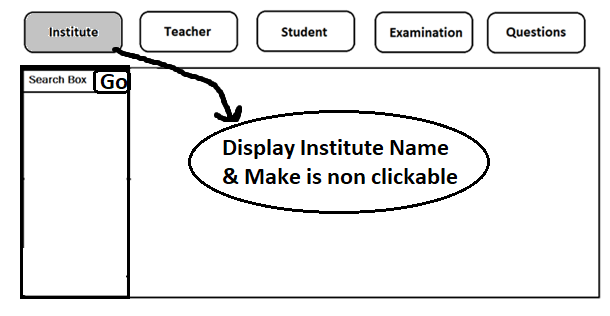 Institute
Teacher
Student
Examination
Questions
Search Box
Go
Display Institute Name
& Make is non clickable